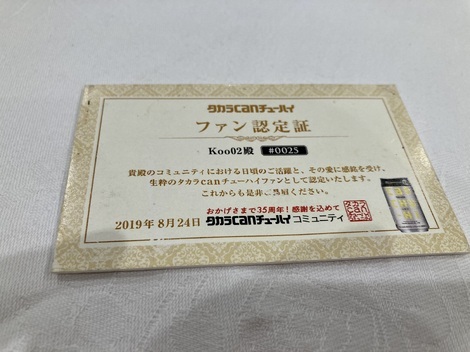 タカラcanチューハイ
ファン認定証
Koo02殿 #0025
貴殿のコミュニティにおける日頃のご活躍と、その愛に感銘を受け、
生粋のタカラcanチューハイファンとして認定いたします。
これからも是非ご贔屓ください。
おかげさまで35周年!感謝を込めて
2019年8月24日 タカラcanチューハイ コミュニティ